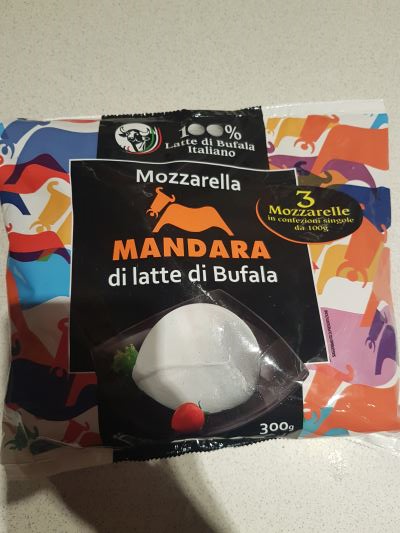 100%
Latte di Bufala
Italiano
Mozzarella
3
Mozzarelle
in confezioni singole
da 100g
MANDARA
di latte di Bufala
300g